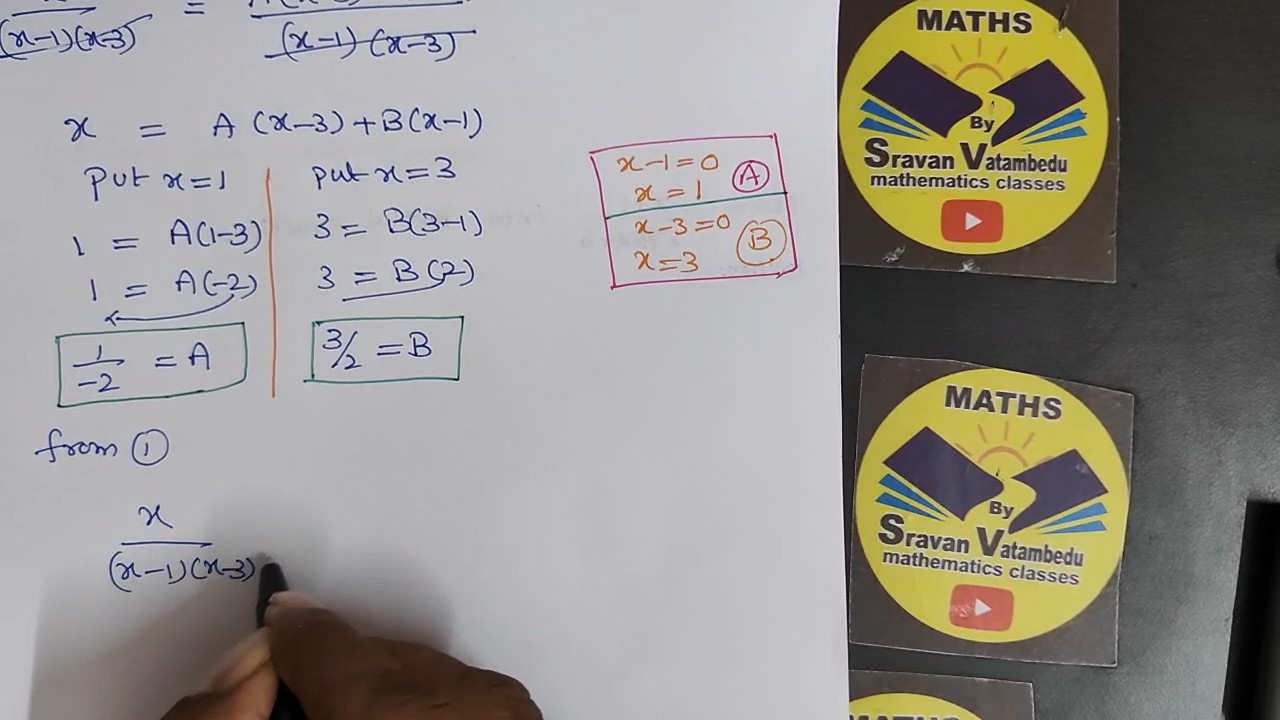 (x-1)(x-3) = (x-1)(x-3)
x = A(x-3)+B(x-1)
put x=1
1 = A(1-3)
1 = A(-2)
1/-2 = A
put x=3
3 = B(3-1)
3 = B(2)
3/2 = B
x-1=0
x=1 A
x-3=0
x=3 B
from ①
x
(x-1)(x-3)
MATHS
By
Sravan Vatambedu
mathematics classes
MATHS
By
Sravan Vatambedu
mathematics classes
MATHS